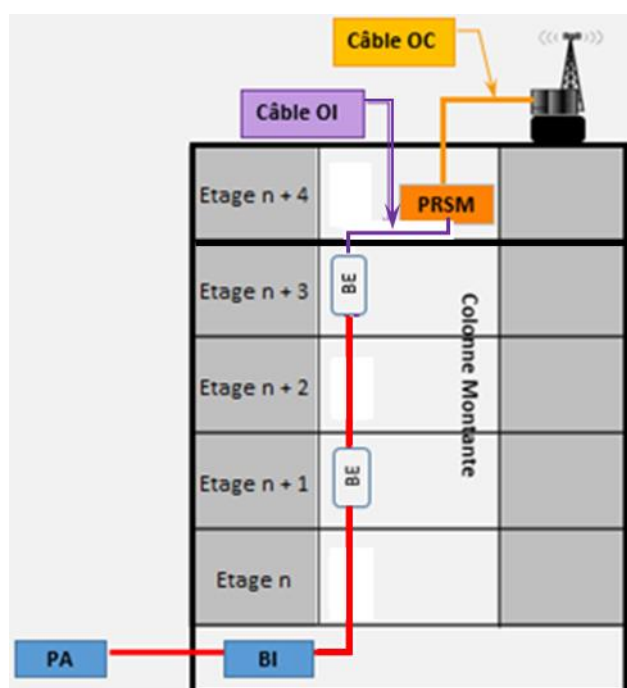 Câble OC
Câble OI
Etage n + 4
PRSM
Etage n + 3
BE
Colonne Montante
Etage n + 2
Etage n + 1
BE
Etage n
PA
BI